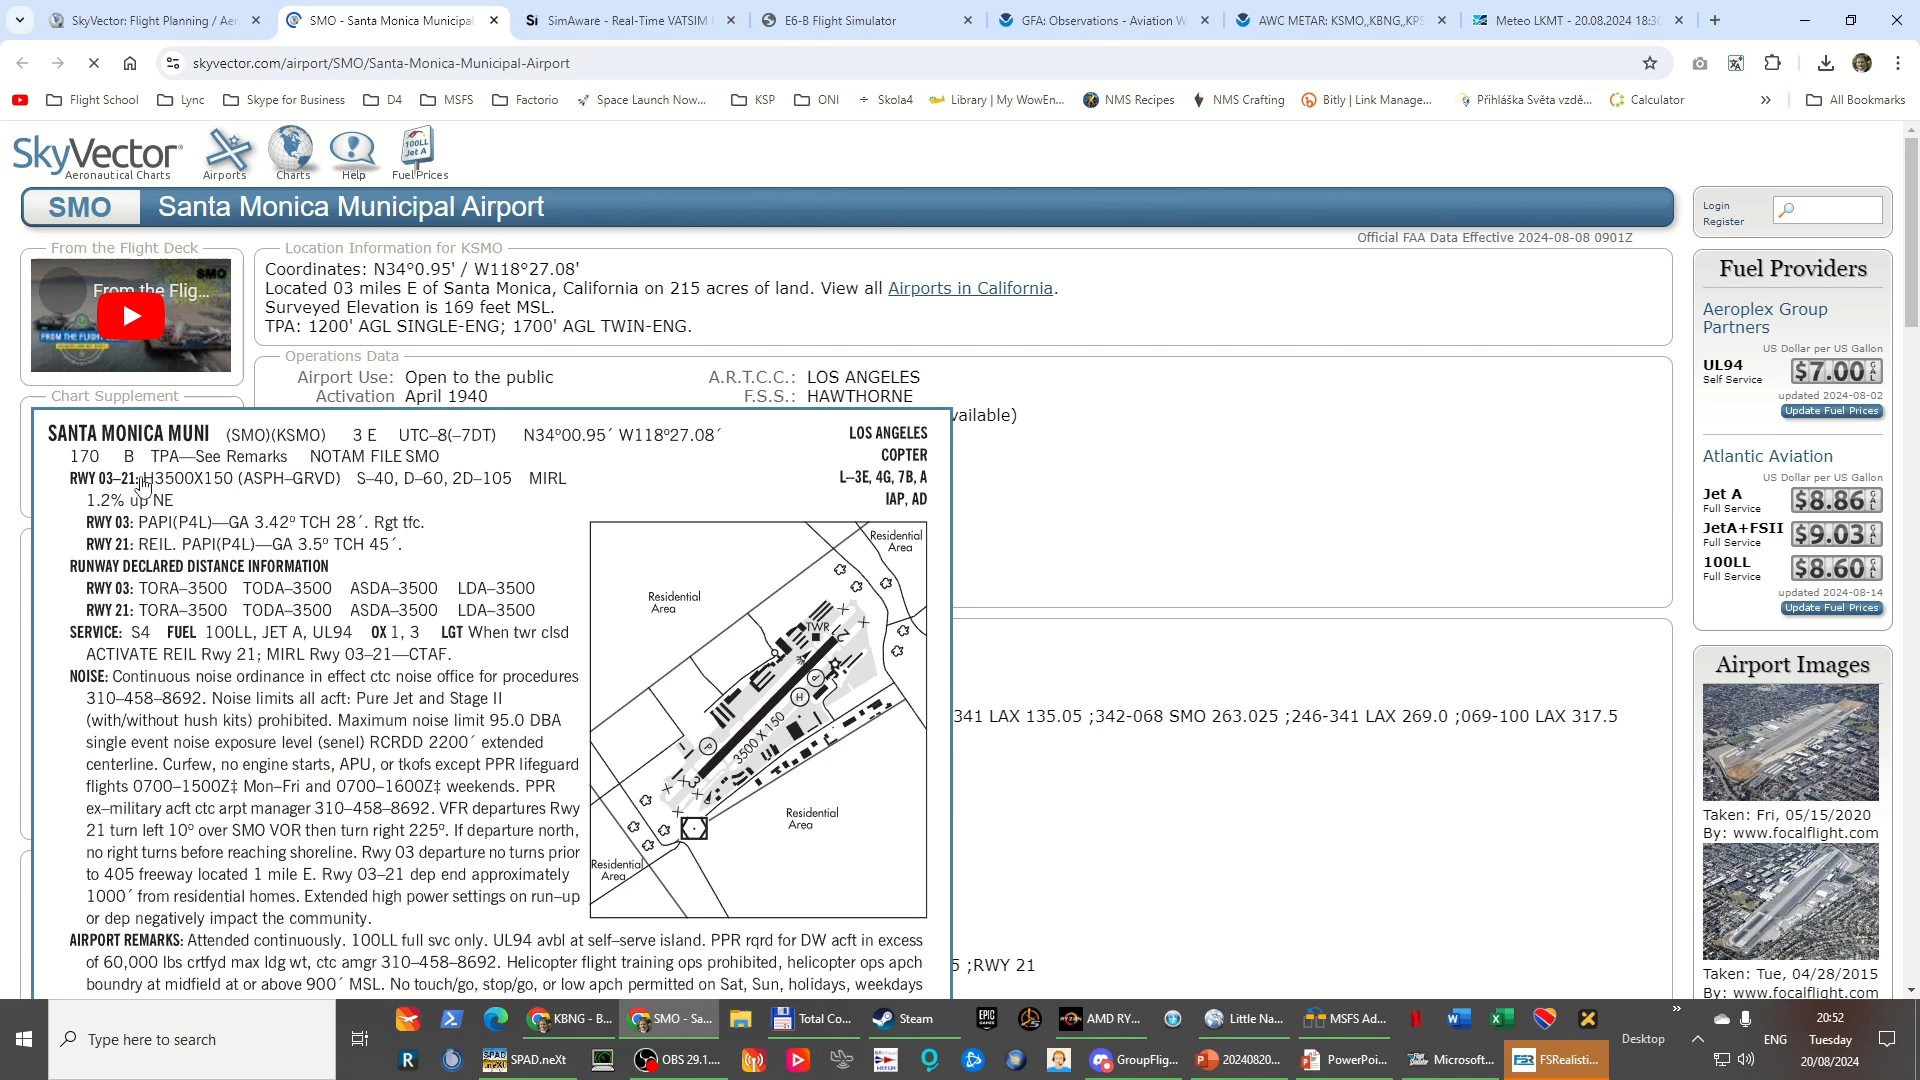 SkyVector: Flight Planning / Aer
SMO - Santa Monica Municipal
SimAware - Real-Time VATSIM
E6-B Flight Simulator
GFA: Observations - Aviation W
AWC METAR: KSMO,,KBNG,,KPS
Meteo LKMT - 20.08.2024 18:30
skyvector.com/airport/SMO/Santa-Monica-Municipal-Airport
Flight School
Lync
Skype for Business
D4
MSFS
Factorio
Space Launch Now...
KSP
ONI
Skola4
Library | My WowEn...
NMS Recipes
NMS Crafting
Bitly | Link Manage...
Přihláška Světa vzdě...
Calculator
»
All Bookmarks
SkyVector
Aeronautical Charts
Airports
Charts
Help
100LL
Jet A
Fuel Prices
SMO Santa Monica Municipal Airport
Login
Register
Official FAA Data Effective 2024-08-08 0901Z
From the Flight Deck
SMO
From the Flig...
FROM THE FLIGHT
Location Information for KSMO
Coordinates: N34°0.95' / W118°27.08'
Located 03 miles E of Santa Monica, California on 215 acres of land. View all Airports in California.
Surveyed Elevation is 169 feet MSL.
TPA: 1200' AGL SINGLE-ENG; 1700' AGL TWIN-ENG.
Operations Data
Airport Use: Open to the public
Activation April 1940
A.R.T.C.C.: LOS ANGELES
F.S.S.: HAWTHORNE
vailable)
341 LAX 135.05 ;342-068 SMO 263.025 ;246-341 LAX 269.0 ;069-100 LAX 317.5
5 ;RWY 21
Chart Supplement
SANTA MONICA MUNI (SMO)(KSMO) 3 E UTC–8(–7DT) N34°00.95´ W118°27.08´
170 B TPA—See Remarks NOTAM FILE SMO
RWY 03–21: H3500X150 (ASPH–GRVD) S–40, D–60, 2D–105 MIRL
1.2% up NE
RWY 03: PAPI(P4L)—GA 3.42° TCH 28´. Rgt tfc.
RWY 21: REIL. PAPI(P4L)—GA 3.5° TCH 45´.
LOS ANGELES
COPTER
L–3E, 4G, 7B, A
IAP, AD
RUNWAY DECLARED DISTANCE INFORMATION
RWY 03: TORA–3500 TODA–3500 ASDA–3500 LDA–3500
RWY 21: TORA–3500 TODA–3500 ASDA–3500 LDA–3500
SERVICE: S4 FUEL 100LL, JET A, UL94 OX 1, 3 LGT When twr clsd
ACTIVATE REIL Rwy 21; MIRL Rwy 03–21—CTAF.
NOISE: Continuous noise ordinance in effect ctc noise office for procedures
310–458–8692. Noise limits all acft: Pure Jet and Stage II
(with/without hush kits) prohibited. Maximum noise limit 95.0 DBA
single event noise exposure level (senel) RCRDD 2200´ extended
centerline. Curfew, no engine starts, APU, or tkofs except PPR lifeguard
flights 0700–1500Z‡ Mon–Fri and 0700–1600Z‡ weekends. PPR
ex–military acft ctc arpt manager 310–458–8692. VFR departures Rwy
21 turn left 10° over SMO VOR then turn right 225°. If departure north,
no right turns before reaching shoreline. Rwy 03 departure no turns prior
to 405 freeway located 1 mile E. Rwy 03–21 dep end approximately
1000´ from residential homes. Extended high power settings on run–up
or dep negatively impact the community.
AIRPORT REMARKS: Attended continuously. 100LL full svc only. UL94 avbl at self–serve island. PPR rqrd for DW acft in excess
of 60,000 lbs crtfyd max ldg wt, ctc amgr 310–458–8692. Helicopter flight training ops prohibited, helicopter ops apch
boundry at midfield at or above 900´ MSL. No touch/go, stop/go, or low apch permitted on Sat, Sun, holidays, weekdays
Residential
Area
Residential
Area
TWR
21
P
H
P
3500 X 150
3
Residential
Area
Residential
Area
Fuel Providers
Aeroplex Group
Partners
US Dollar per US Gallon
UL94
Self Service
$7.00 GAL
updated 2024-08-02
Update Fuel Prices
Atlantic Aviation
US Dollar per US Gallon
Jet A
Full Service
$8.86 GAL
JetA+FSII
Full Service
$9.03 GAL
100LL
Full Service
$8.60 GAL
updated 2024-08-14
Update Fuel Prices
Airport Images
Taken: Fri, 05/15/2020
By: www.focalflight.com
Taken: Tue, 04/28/2015
By: www.focalflight.com
Type here to search
KBNG - B...
SMO - Sa...
Total Co...
Steam
EPIC
GAMES
AMD RY...
Little Na...
MSFS Ad...
»
Desktop
ENG
20:52
Tuesday
20/08/2024
SPAD.neXt
OBS 29.1....
GroupFlig...
20240820...
PowerPoi...
Microsoft...
FSRealisti...